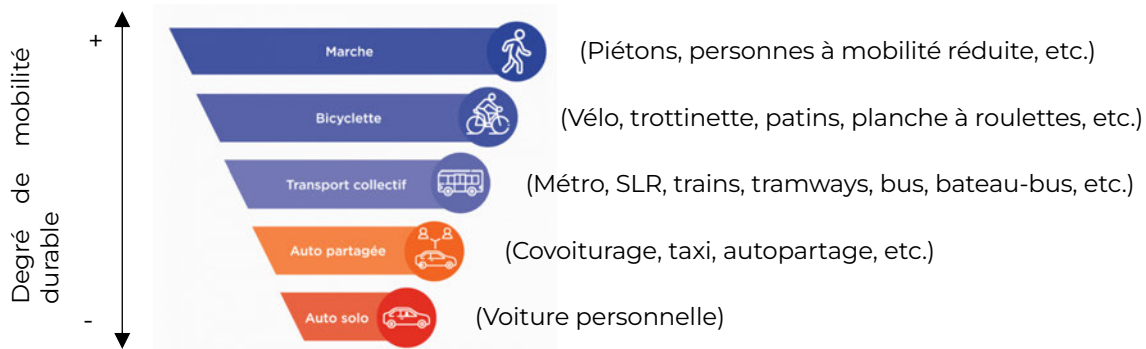 Degré de mobilité
durable
+
-
Marche
(Piétons, personnes à mobilité réduite, etc.)
Bicyclette
(Vélo, trottinette, patins, planche à roulettes, etc.)
Transport collectif
(Métro, SLR, trains, tramways, bus, bateau-bus, etc.)
Auto partagée
(Covoiturage, taxi, autopartage, etc.)
Auto solo
(Voiture personnelle)